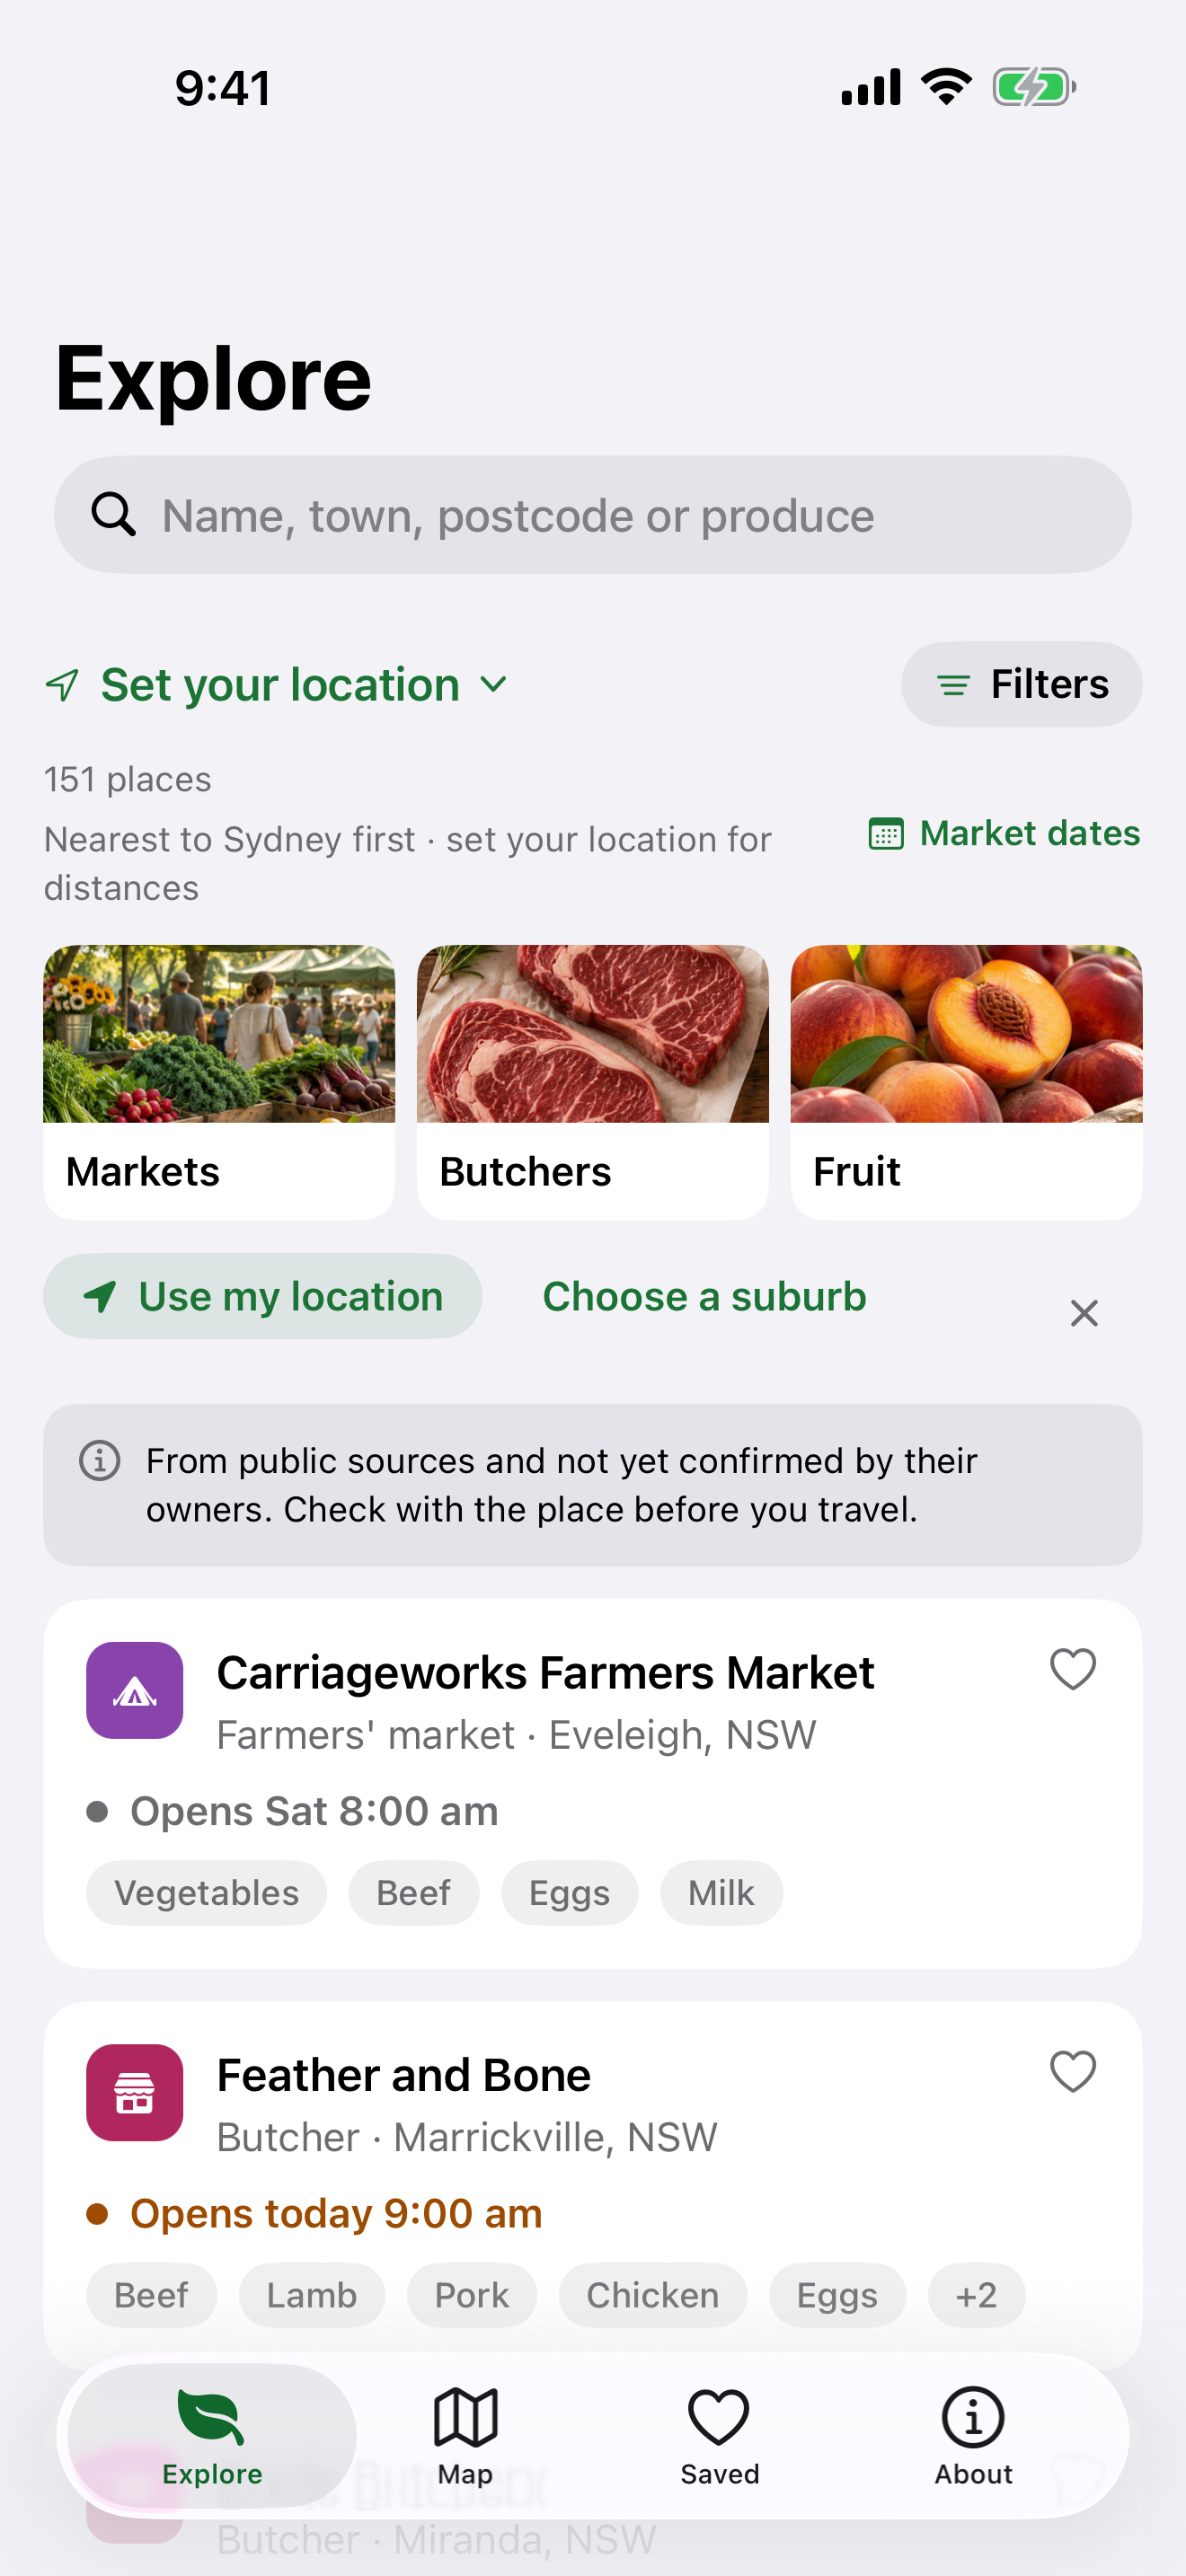 9:41
Explore
Name, town, postcode or produce
Set your location
Filters
151 places
Nearest to Sydney first · set your location for
distances
Market dates
Markets
Butchers
Fruit
Use my location
Choose a suburb
From public sources and not yet confirmed by their
owners. Check with the place before you travel.
Carriageworks Farmers Market
Farmers' market · Eveleigh, NSW
Opens Sat 8:00 am
Vegetables
Beef
Eggs
Milk
Feather and Bone
Butcher · Marrickville, NSW
Opens today 9:00 am
Beef
Lamb
Pork
Chicken
Eggs
+2
Explore
Map
Saved
About
Butcher · Miranda, NSW